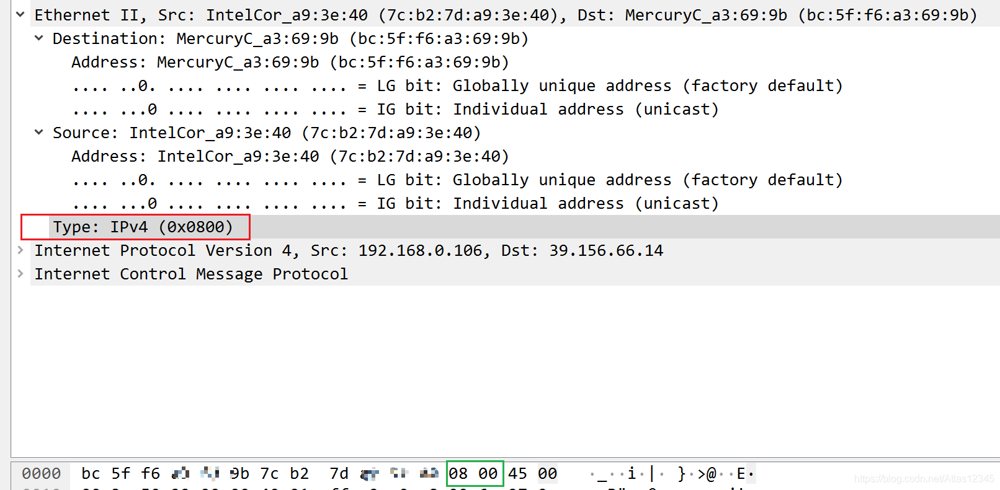 Ethernet II, Src: IntelCor_a9:3e:40 (7c:b2:7d:a9:3e:40), Dst: MercuryC_a3:69:9b (bc:5f:f6:a3:69:9b)
Destination: MercuryC_a3:69:9b (bc:5f:f6:a3:69:9b)
Address: MercuryC_a3:69:9b (bc:5f:f6:a3:69:9b)
.... ..0. .... .... .... .... = LG bit: Globally unique address (factory default)
.... ...0 .... .... .... .... = IG bit: Individual address (unicast)
Source: IntelCor_a9:3e:40 (7c:b2:7d:a9:3e:40)
Address: IntelCor_a9:3e:40 (7c:b2:7d:a9:3e:40)
.... ..0. .... .... .... .... = LG bit: Globally unique address (factory default)
.... ...0 .... .... .... .... = IG bit: Individual address (unicast)
Type: IPv4 (0x0800)
Internet Protocol Version 4, Src: 192.168.0.106, Dst: 39.156.66.14
Internet Control Message Protocol
0000 bc 5f f6 9b 7c b2 7d 08 00 45 00 ·_··i·|· }·>@··E·
https://blog.csdn.net/Atlas12345